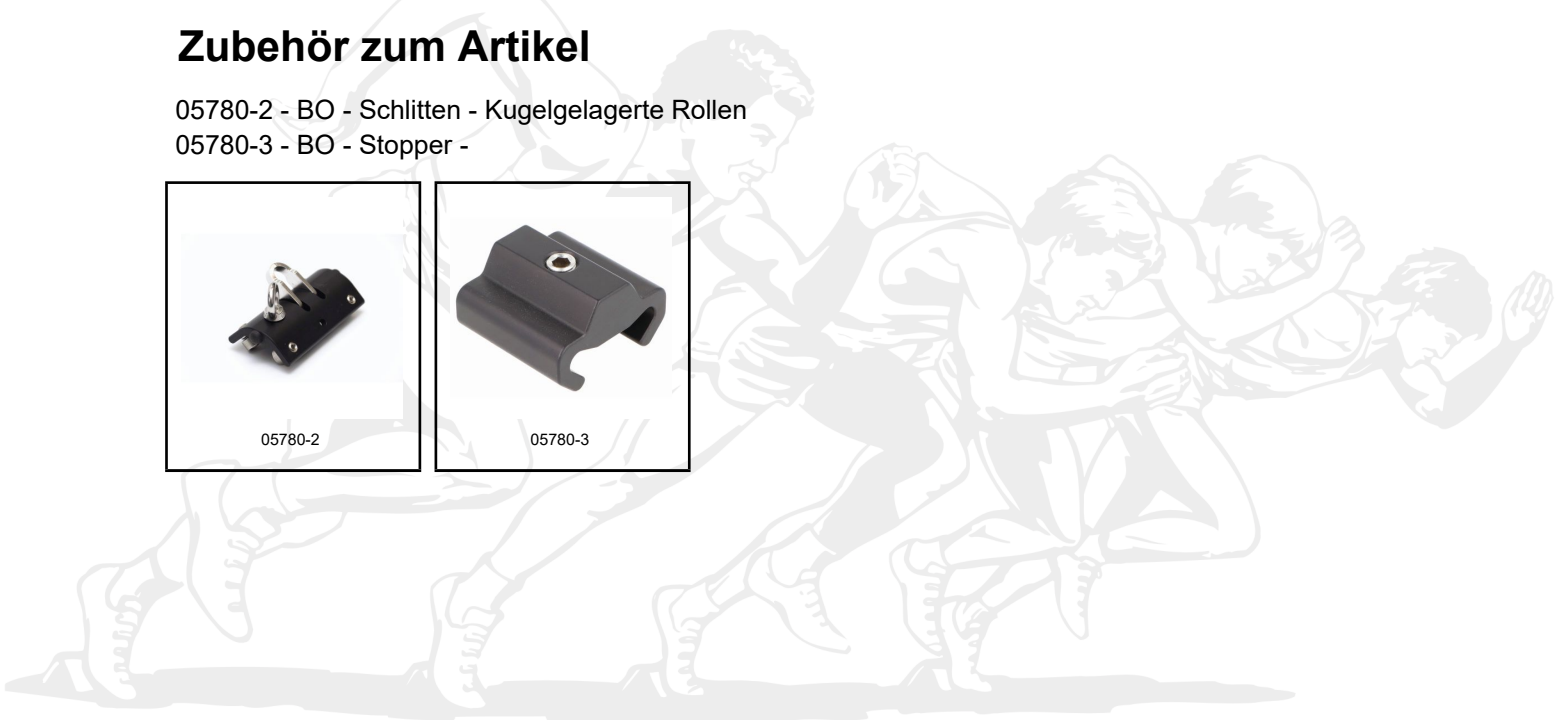 Zubehör zum Artikel
05780-2 - BO - Schlitten - Kugelgelagerte Rollen
05780-3 - BO - Stopper -
05780-2
05780-3